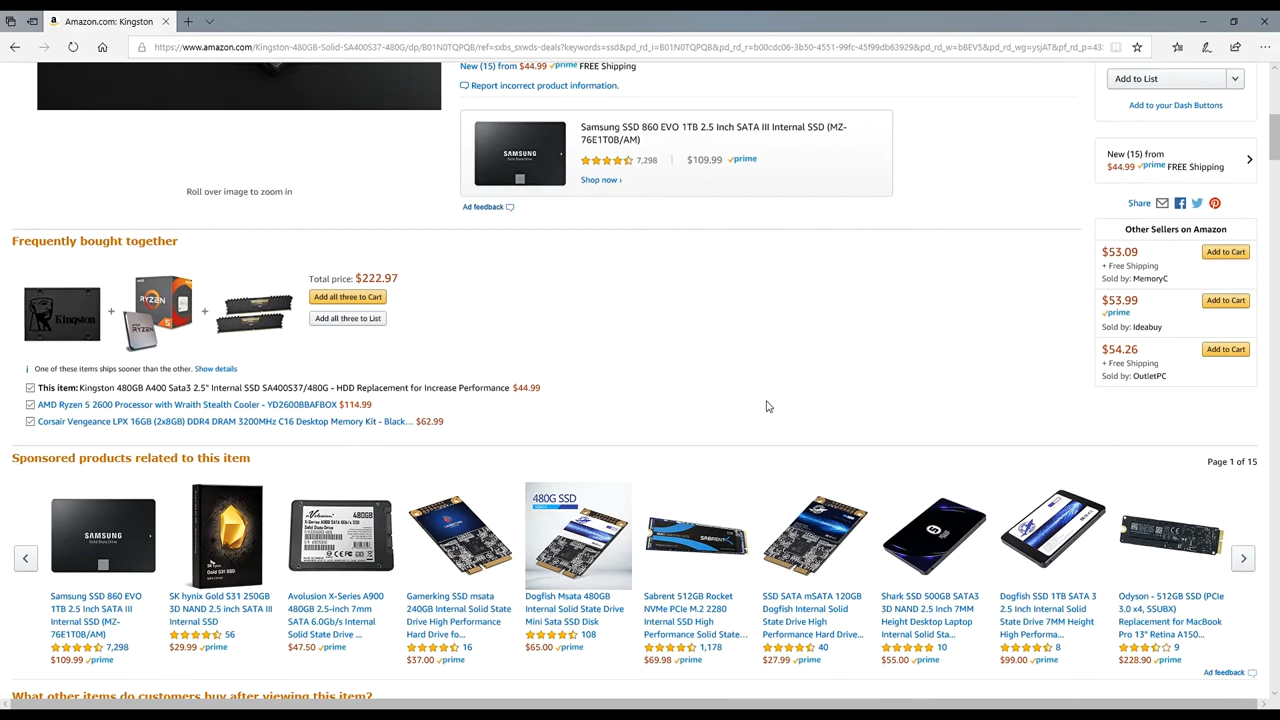 Amazon.com: Kingston
https://www.amazon.com/Kingston-480GB-Solid-SA400S37-480G/dp/B01N0TQPQB/ref=sxbs_sxwds-deals?keywords=ssd&pd_rd_i=B01N0TQPQB&pd_rd_r=b00cdc06-3b50-4551-99fc-45f99db63929&pd_rd_w=bBEV5&pd_rd_wg=ysjAT&pf_rd_p=43
New (15) from $44.99 prime FREE Shipping
Report incorrect product information.
SAMSUNG
Samsung SSD 860 EVO 1TB 2.5 Inch SATA III Internal SSD (MZ-
76E1T0B/AM)
7,298 | $109.99 prime
Shop now ›
Ad feedback
Roll over image to zoom in
Add to List
Add to your Dash Buttons
New (15) from
$44.99 prime FREE Shipping
Share
Other Sellers on Amazon
$53.09 Add to Cart
+ Free Shipping
Sold by: MemoryC
$53.99 Add to Cart
prime
Sold by: Ideabuy
$54.26 Add to Cart
+ Free Shipping
Sold by: OutletPC
Frequently bought together
Kingston
AMD
RYZEN
5
RYZEN
+ +
Total price: $222.97
Add all three to Cart
Add all three to List
i One of these items ships sooner than the other. Show details
This item: Kingston 480GB A400 Sata3 2.5" Internal SSD SA400S37/480G - HDD Replacement for Increase Performance $44.99
AMD Ryzen 5 2600 Processor with Wraith Stealth Cooler - YD2600BBAFBOX $114.99
Corsair Vengeance LPX 16GB (2x8GB) DDR4 DRAM 3200MHz C16 Desktop Memory Kit - Black... $62.99
Sponsored products related to this item
Page 1 of 15
SAMSUNG
Samsung SSD 860 EVO
1TB 2.5 Inch SATA III
Internal SSD (MZ-
76E1T0B/AM)
7,298
$109.99 prime
SK hynix
Gold S31
SK hynix Gold S31 250GB
3D NAND 2.5 inch SATA III
Internal SSD
56
$29.99 prime
480GB
Avolusion X-Series A900
480GB 2.5-inch 7mm
SATA 6.0Gb/s Internal
Solid State Drive ...
$47.50 prime
Gamerking SSD msata
240GB Internal Solid State
Drive High Performance
Hard Drive fo...
16
$37.00 prime
480G SSD
Dogfish Msata 480GB
Internal Solid State Drive
Mini Sata SSD Disk
108
$65.00 prime
SABRENT
Sabrent 512GB Rocket
NVMe PCIe M.2 2280
Internal SSD High
Performance Solid State...
1,178
$69.98 prime
SSD SATA mSATA 120GB
Dogfish Internal Solid
State Drive High
Performance Hard Drive...
40
$27.99 prime
Shark SSD 500GB SATA3
3D NAND 2.5 Inch 7MM
Height Desktop Laptop
Internal Solid Sta...
10
$55.00 prime
Dogfish SSD 1TB SATA 3
2.5 Inch Internal Solid
State Drive 7MM Height
High Performa...
8
$99.00 prime
Odyson - 512GB SSD (PCIe
3.0 x4, SSUBX)
Replacement for MacBook
Pro 13" Retina A150...
9
$228.90 prime
Ad feedback
What other items do customers buy after viewing this item?